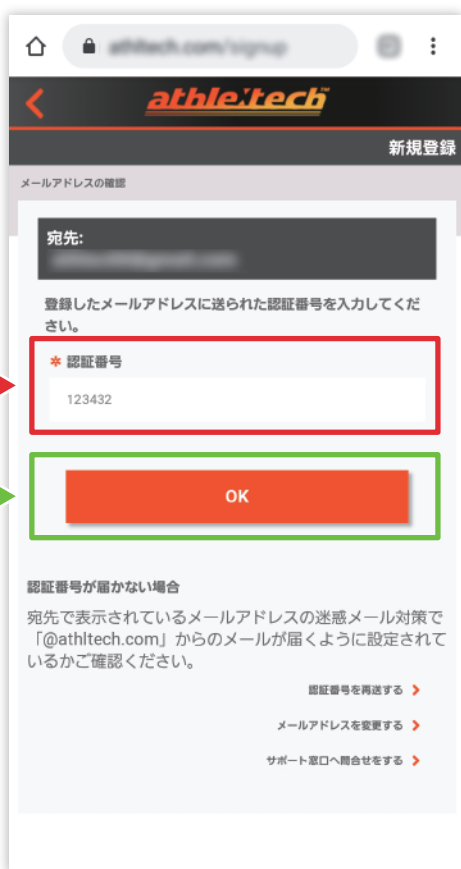 athle:tech
新規登録
メールアドレスの確認
宛先:
登録したメールアドレスに送られた認証番号を入力してくだ
さい。
* 認証番号
123432
OK
認証番号が届かない場合
宛先で表示されているメールアドレスの迷惑メール対策で
「@athltech.com」からのメールが届くように設定されて
いるかご確認ください。
認証番号を再送する
メールアドレスを変更する
サポート窓口へ問合せをする